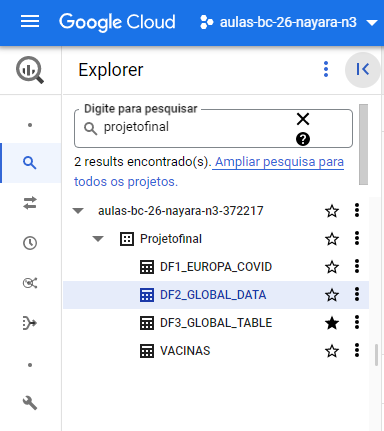 Google Cloud
aulas-bc-26-nayara-n3
Explorer
Digite para pesquisar
projetofinal
2 results encontrado(s). Ampliar pesquisa para
todos os projetos.
aulas-bc-26-nayara-n3-372217
Projetofinal
DF1_EUROPA_COVID
DF2_GLOBAL_DATA
DF3_GLOBAL_TABLE
VACINAS